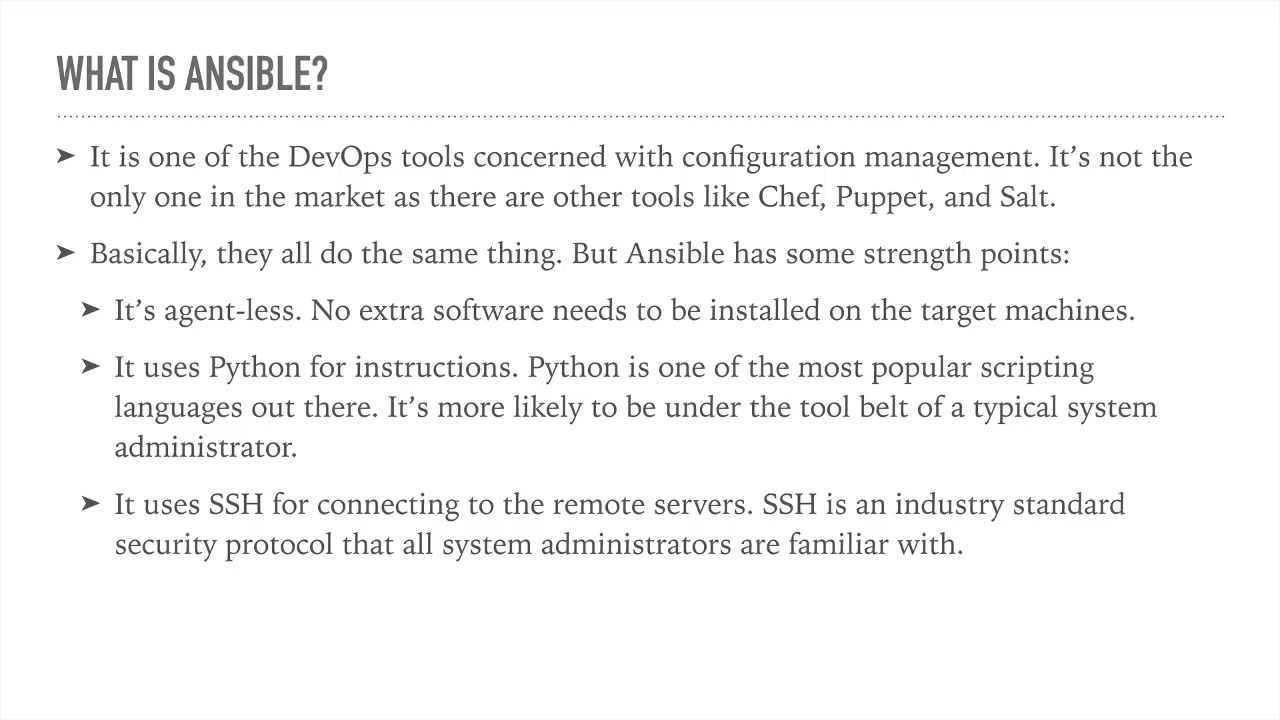 WHAT IS ANSIBLE?
➤ It is one of the DevOps tools concerned with configuration management. It’s not the
only one in the market as there are other tools like Chef, Puppet, and Salt.
➤ Basically, they all do the same thing. But Ansible has some strength points:
➤ It’s agent-less. No extra software needs to be installed on the target machines.
➤ It uses Python for instructions. Python is one of the most popular scripting
languages out there. It’s more likely to be under the tool belt of a typical system
administrator.
➤ It uses SSH for connecting to the remote servers. SSH is an industry standard
security protocol that all system administrators are familiar with.